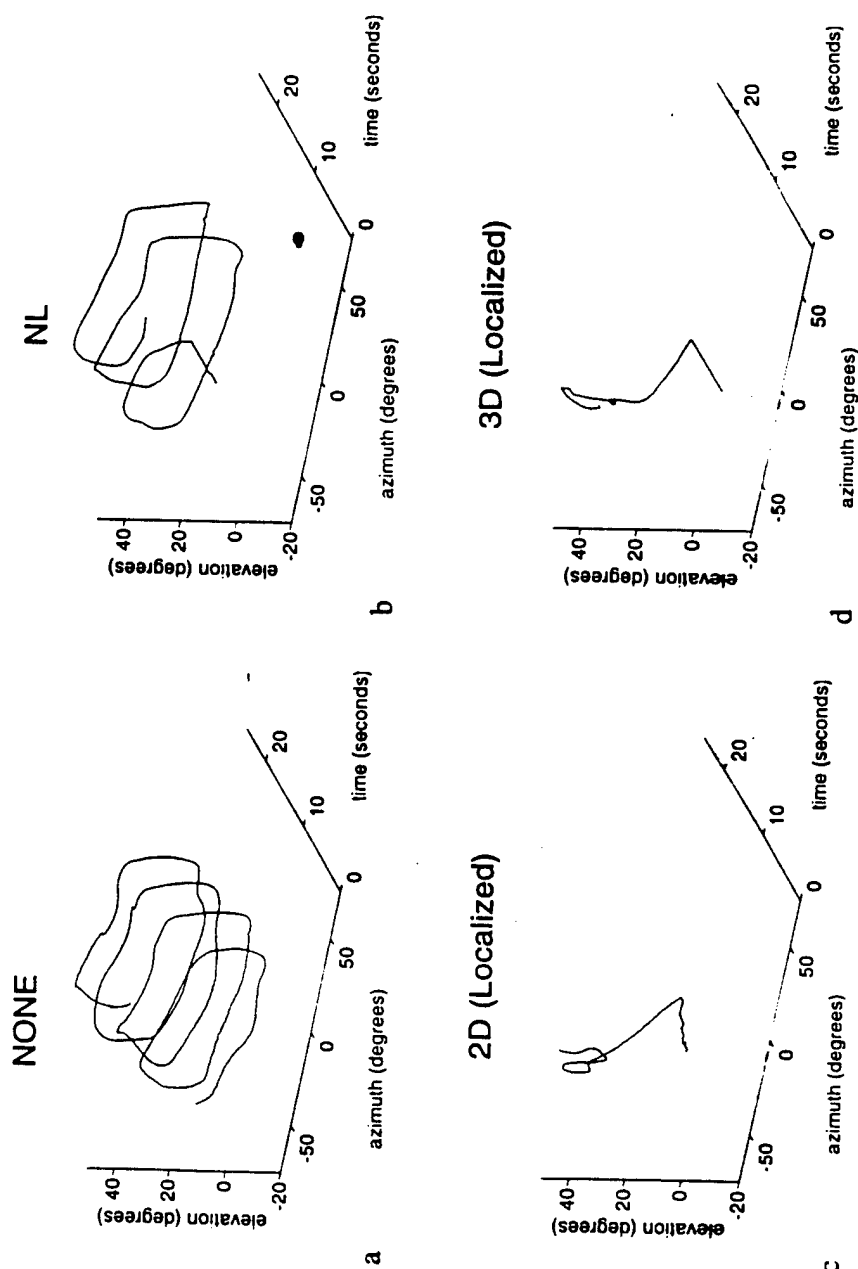 NONE
elevation (degrees)
40
20
0
-20
-50
0
50
azimuth (degrees)
0
10
20
time (seconds)
a
NL
elevation (degrees)
40
20
0
-20
-50
0
50
azimuth (degrees)
0
10
20
time (seconds)
b
2D (Localized)
elevation (degrees)
40
20
0
-20
-50
0
50
azimuth (degrees)
0
10
20
time (seconds)
c
3D (Localized)
elevation (degrees)
40
20
0
-20
-50
0
50
azimuth (degrees)
0
10
20
time (seconds)
d